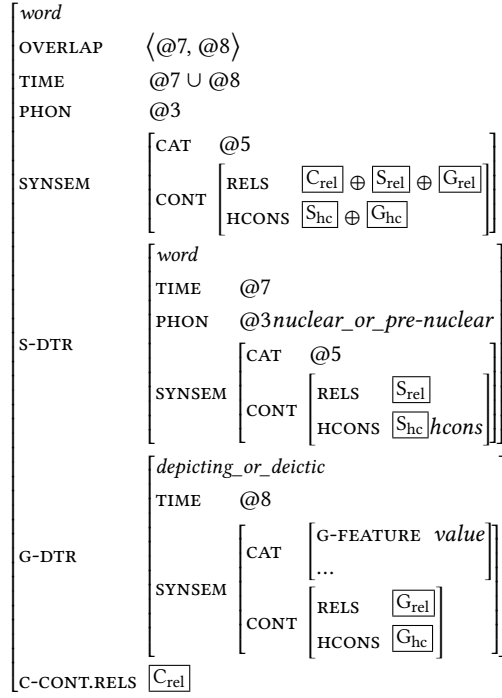 word
OVERLAP ⟨@7, @8⟩
TIME @7 ∪ @8
PHON @3
SYNSEM
CAT @5
CONT
RELS C_rel ⊕ S_rel ⊕ G_rel
HCONS S_hc ⊕ G_hc
S-DTR
word
TIME @7
PHON @3 nuclear_or_pre-nuclear
SYNSEM
CAT @5
CONT
RELS S_rel
HCONS S_hc hcons
G-DTR
depicting_or_deictic
TIME @8
SYNSEM
CAT
G-FEATURE value
...
CONT
RELS G_rel
HCONS G_hc
C-CONT.RELS C_rel